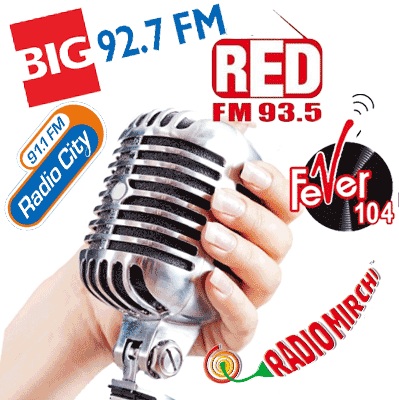 BIG 92.7 FM
RED
FM 93.5
91.1 FM
Radio City
Fever
104
RADIO MIRCHI